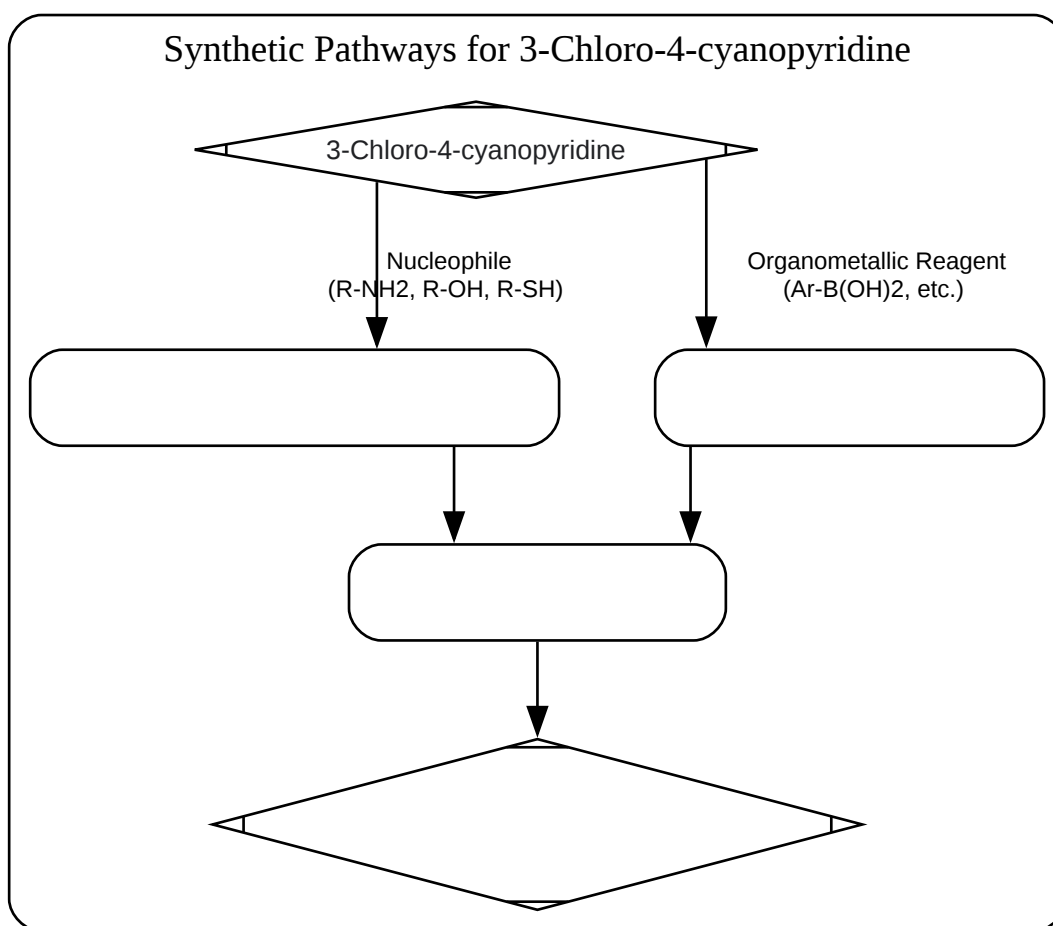 Synthetic Pathways for 3-Chloro-4-cyanopyridine
3-Chloro-4-cyanopyridine
Nucleophile
(R-NH2, R-OH, R-SH)
Organometallic Reagent
(Ar-B(OH)2, etc.)